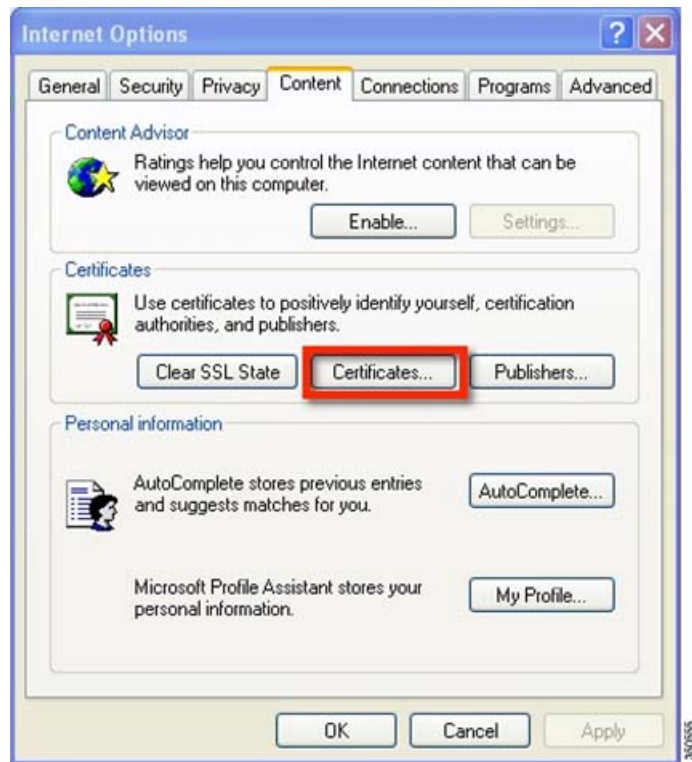 Internet Options
General Security Privacy Content Connections Programs Advanced
Content Advisor
Ratings help you control the Internet content that can be
viewed on this computer.
Enable... Settings...
Certificates
Use certificates to positively identify yourself, certification
authorities, and publishers.
Clear SSL State Certificates... Publishers...
Personal information
AutoComplete stores previous entries
and suggests matches for you.
AutoComplete...
Microsoft Profile Assistant stores your
personal information.
My Profile...
OK Cancel Apply